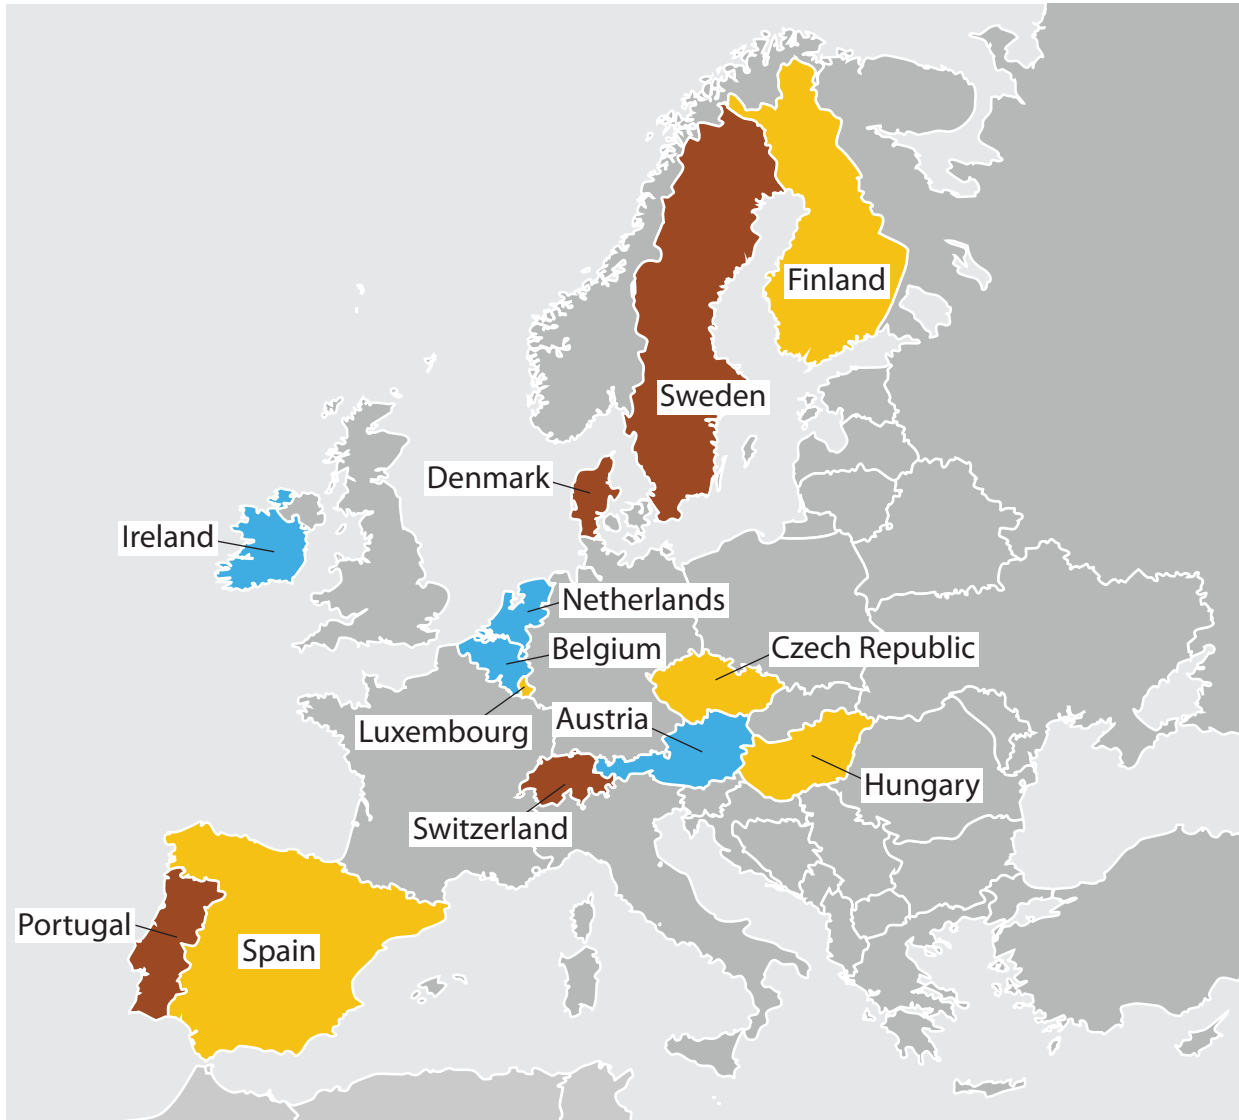 Finland
Sweden
Denmark
Ireland
Netherlands
Belgium
Czech Republic
Luxembourg
Austria
Hungary
Switzerland
Portugal
Spain